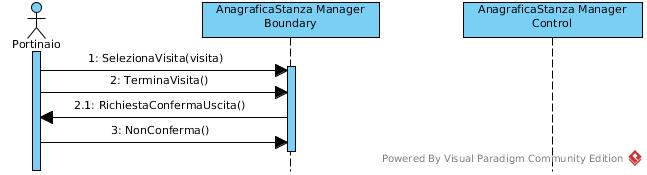 AnagraficaStanza Manager
Boundary
AnagraficaStanza Manager
Control
Portinaio
1: SelezionaVisita(visita)
2: TerminaVisita()
2.1: RichiestaConfermaUscita()
3: NonConferma()
Powered By Visual Paradigm Community Edition